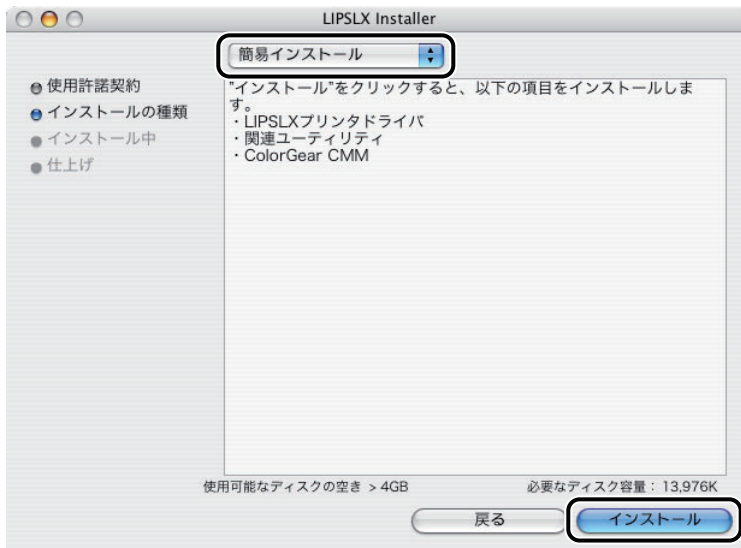 LIPSLX Installer
簡易インストール
使用許諾契約
インストールの種類
インストール中
仕上げ
"インストール"をクリックすると、以下の項目をインストールしま
す。
・LIPSLXプリンタドライバ
・関連ユーティリティ
・ColorGear CMM
使用可能なディスクの空き > 4GB
必要なディスク容量： 13,976K
戻る
インストール